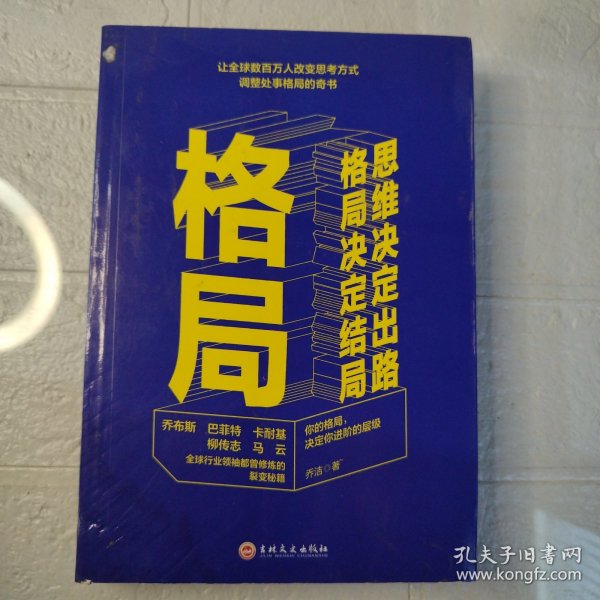 让全球数百万人改变思考方式
调整处事格局的奇书
格局
思维决定出路
格局决定结局
乔布斯 巴菲特 卡耐基
柳传志 马云
全球行业领袖都曾修炼的
裂变秘籍
你的格局，
决定你进阶的层级
乔洁◎著
吉林文史出版社
JILIN WENSHI CHUBANSHE
孔夫子旧书网
www.kongfz.com